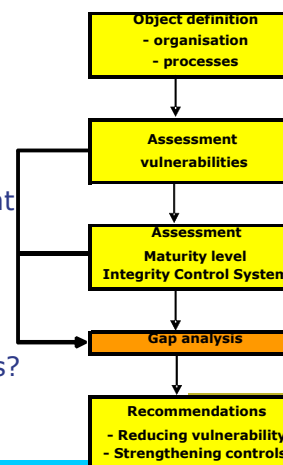 Object definition
- organisation
- processes
Assessment
vulnerabilities
Assessment
Maturity level
Integrity Control System
Gap analysis
s?
Recommendations
- Reducing vulnerability
- Strengthening controls